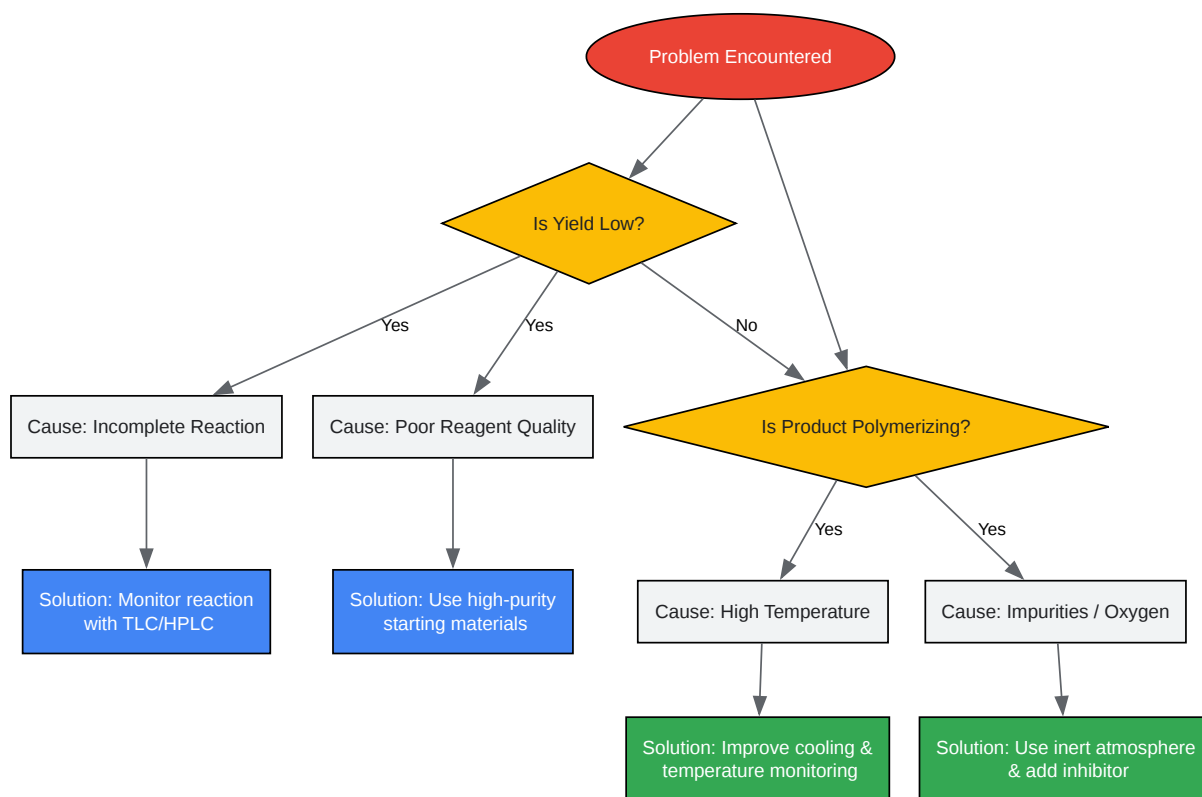 Problem Encountered
Is Yield Low?
Yes
Yes
No
Cause: Incomplete Reaction
Cause: Poor Reagent Quality
Is Product Polymerizing?
Yes
Yes
Solution: Monitor reaction
with TLC/HPLC
Solution: Use high-purity
starting materials
Cause: High Temperature
Cause: Impurities / Oxygen
Solution: Improve cooling &
temperature monitoring
Solution: Use inert atmosphere
& add inhibitor